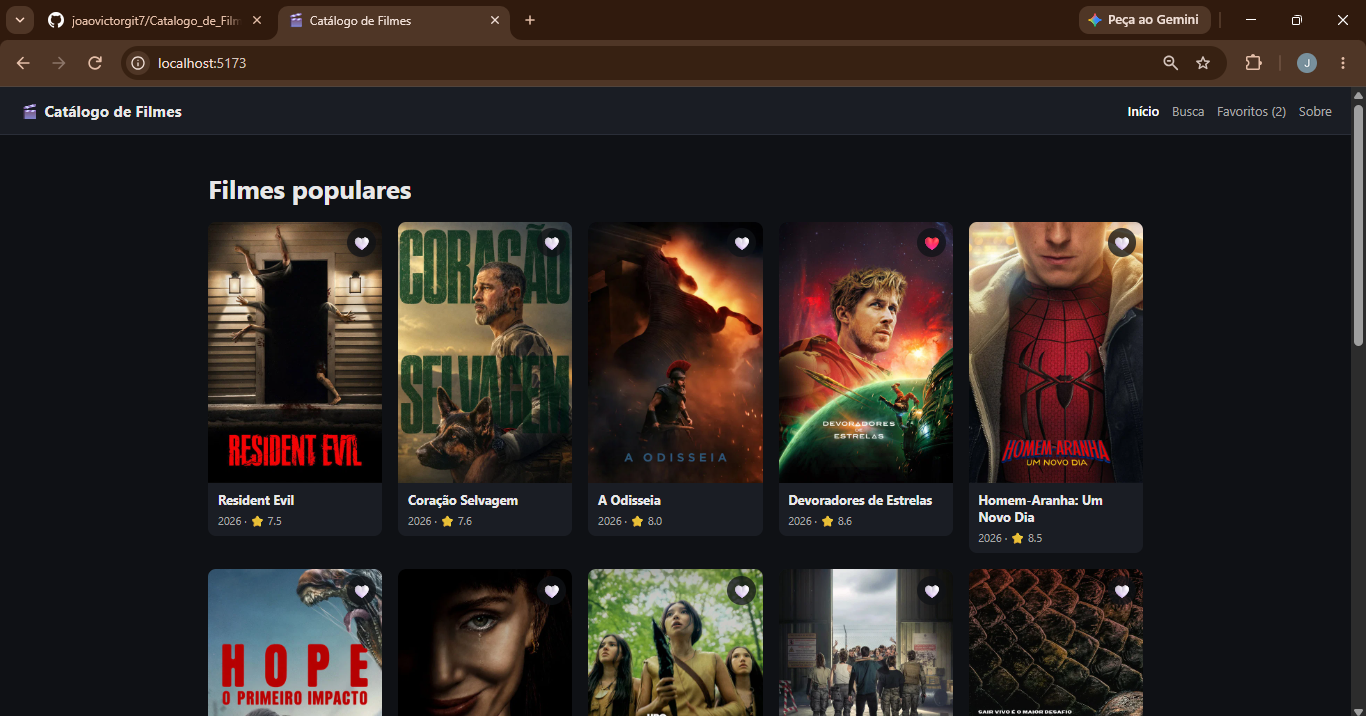 joaovictorgit7/Catalogo_de_Film
Catálogo de Filmes
Peça ao Gemini
localhost:5173
J
Catálogo de Filmes
Início
Busca
Favoritos (2)
Sobre
Filmes populares
RESIDENT EVIL
CORAÇÃO
SELVAGEM
A ODISSEIA
DEVORADORES
DE
ESTRELAS
HOMEM-ARANHA
UM NOVO DIA
Resident Evil
2026 · ⭐ 7.5
Coração Selvagem
2026 · ⭐ 7.6
A Odisseia
2026 · ⭐ 8.0
Devoradores de Estrelas
2026 · ⭐ 8.6
Homem-Aranha: Um
Novo Dia
2026 · ⭐ 8.5
HOPE
O PRIMEIRO IMPACTO
SAIR VIVO É O MAIOR DESAFIO